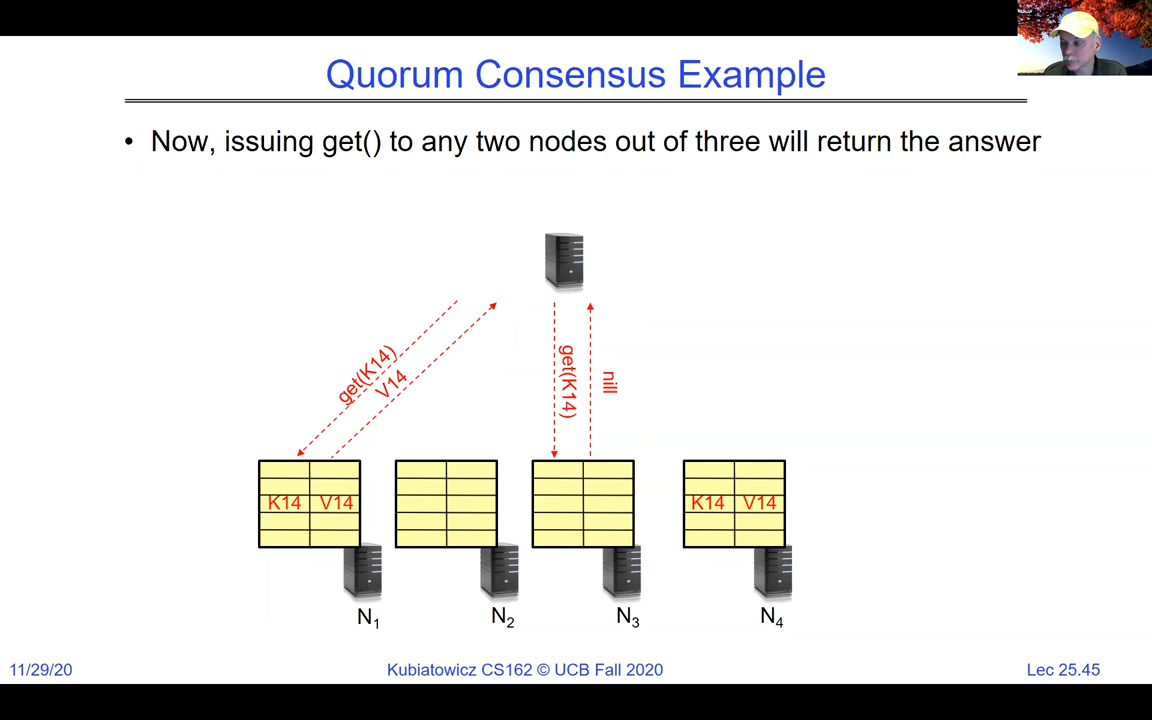 Quorum Consensus Example
• Now, issuing get() to any two nodes out of three will return the answer
get(K14)
V14
get(K14)
nill
K14 V14
K14 V14
N1
N2
N3
N4
11/29/20
Kubiatowicz CS162 © UCB Fall 2020
Lec 25.45